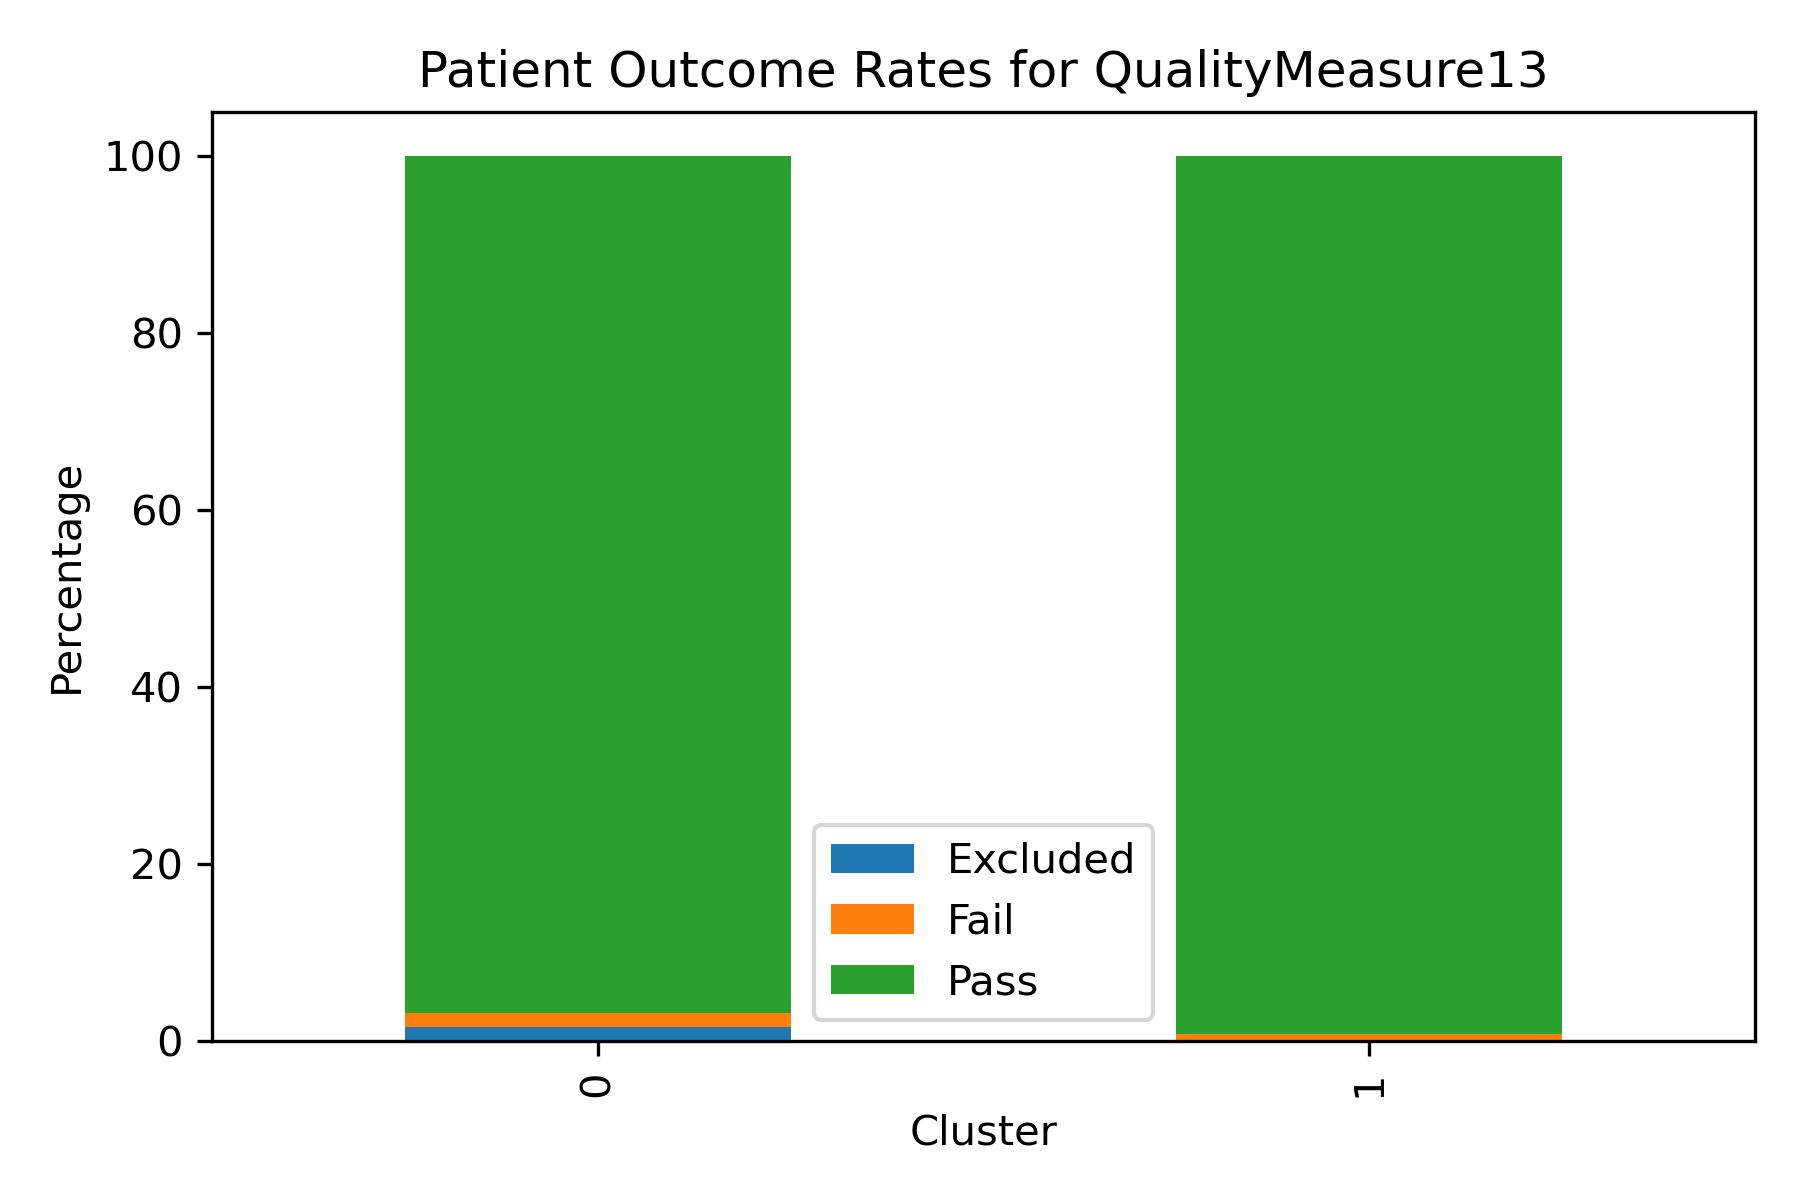 Patient Outcome Rates for QualityMeasure13
100
80
60
40
20
0
Percentage
Excluded
Fail
Pass
0
1
Cluster